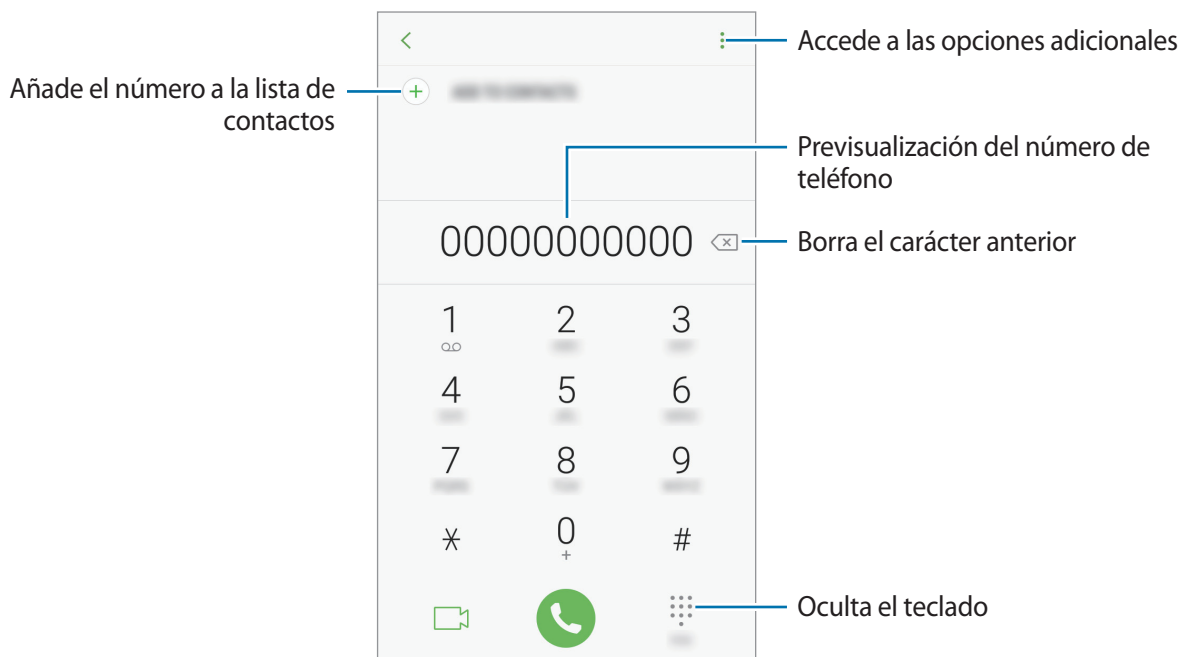 Accede a las opciones adicionales
Añade el número a la lista de
contactos
Previsualización del número de
teléfono
00000000000
Borra el carácter anterior
1 2 3
4 5 6
7 8 9
* 0 #
+
Oculta el teclado